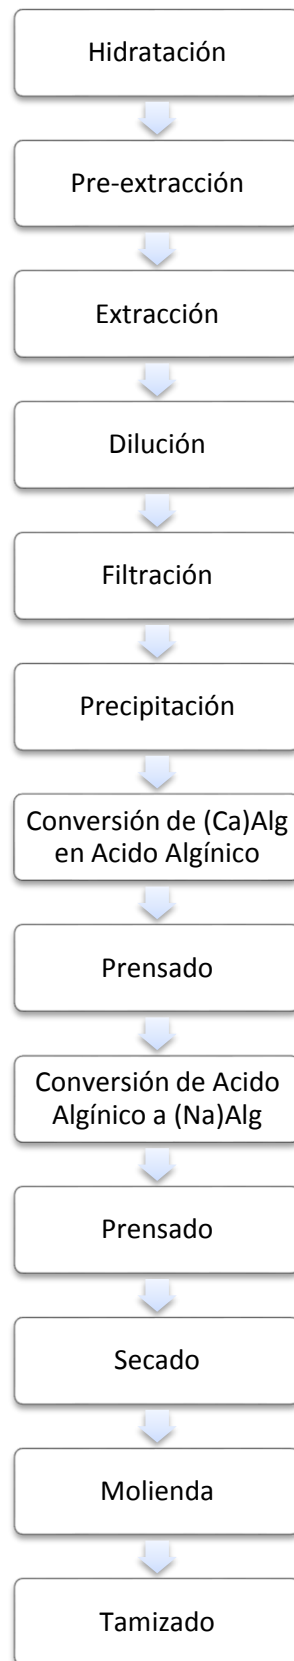 Hidratación
Pre-extracción
Extracción
Dilución
Filtración
Precipitación
Conversión de (Ca)Alg
en Acido Algínico
Prensado
Conversión de Acido
Algínico a (Na)Alg
Prensado
Secado
Molienda
Tamizado